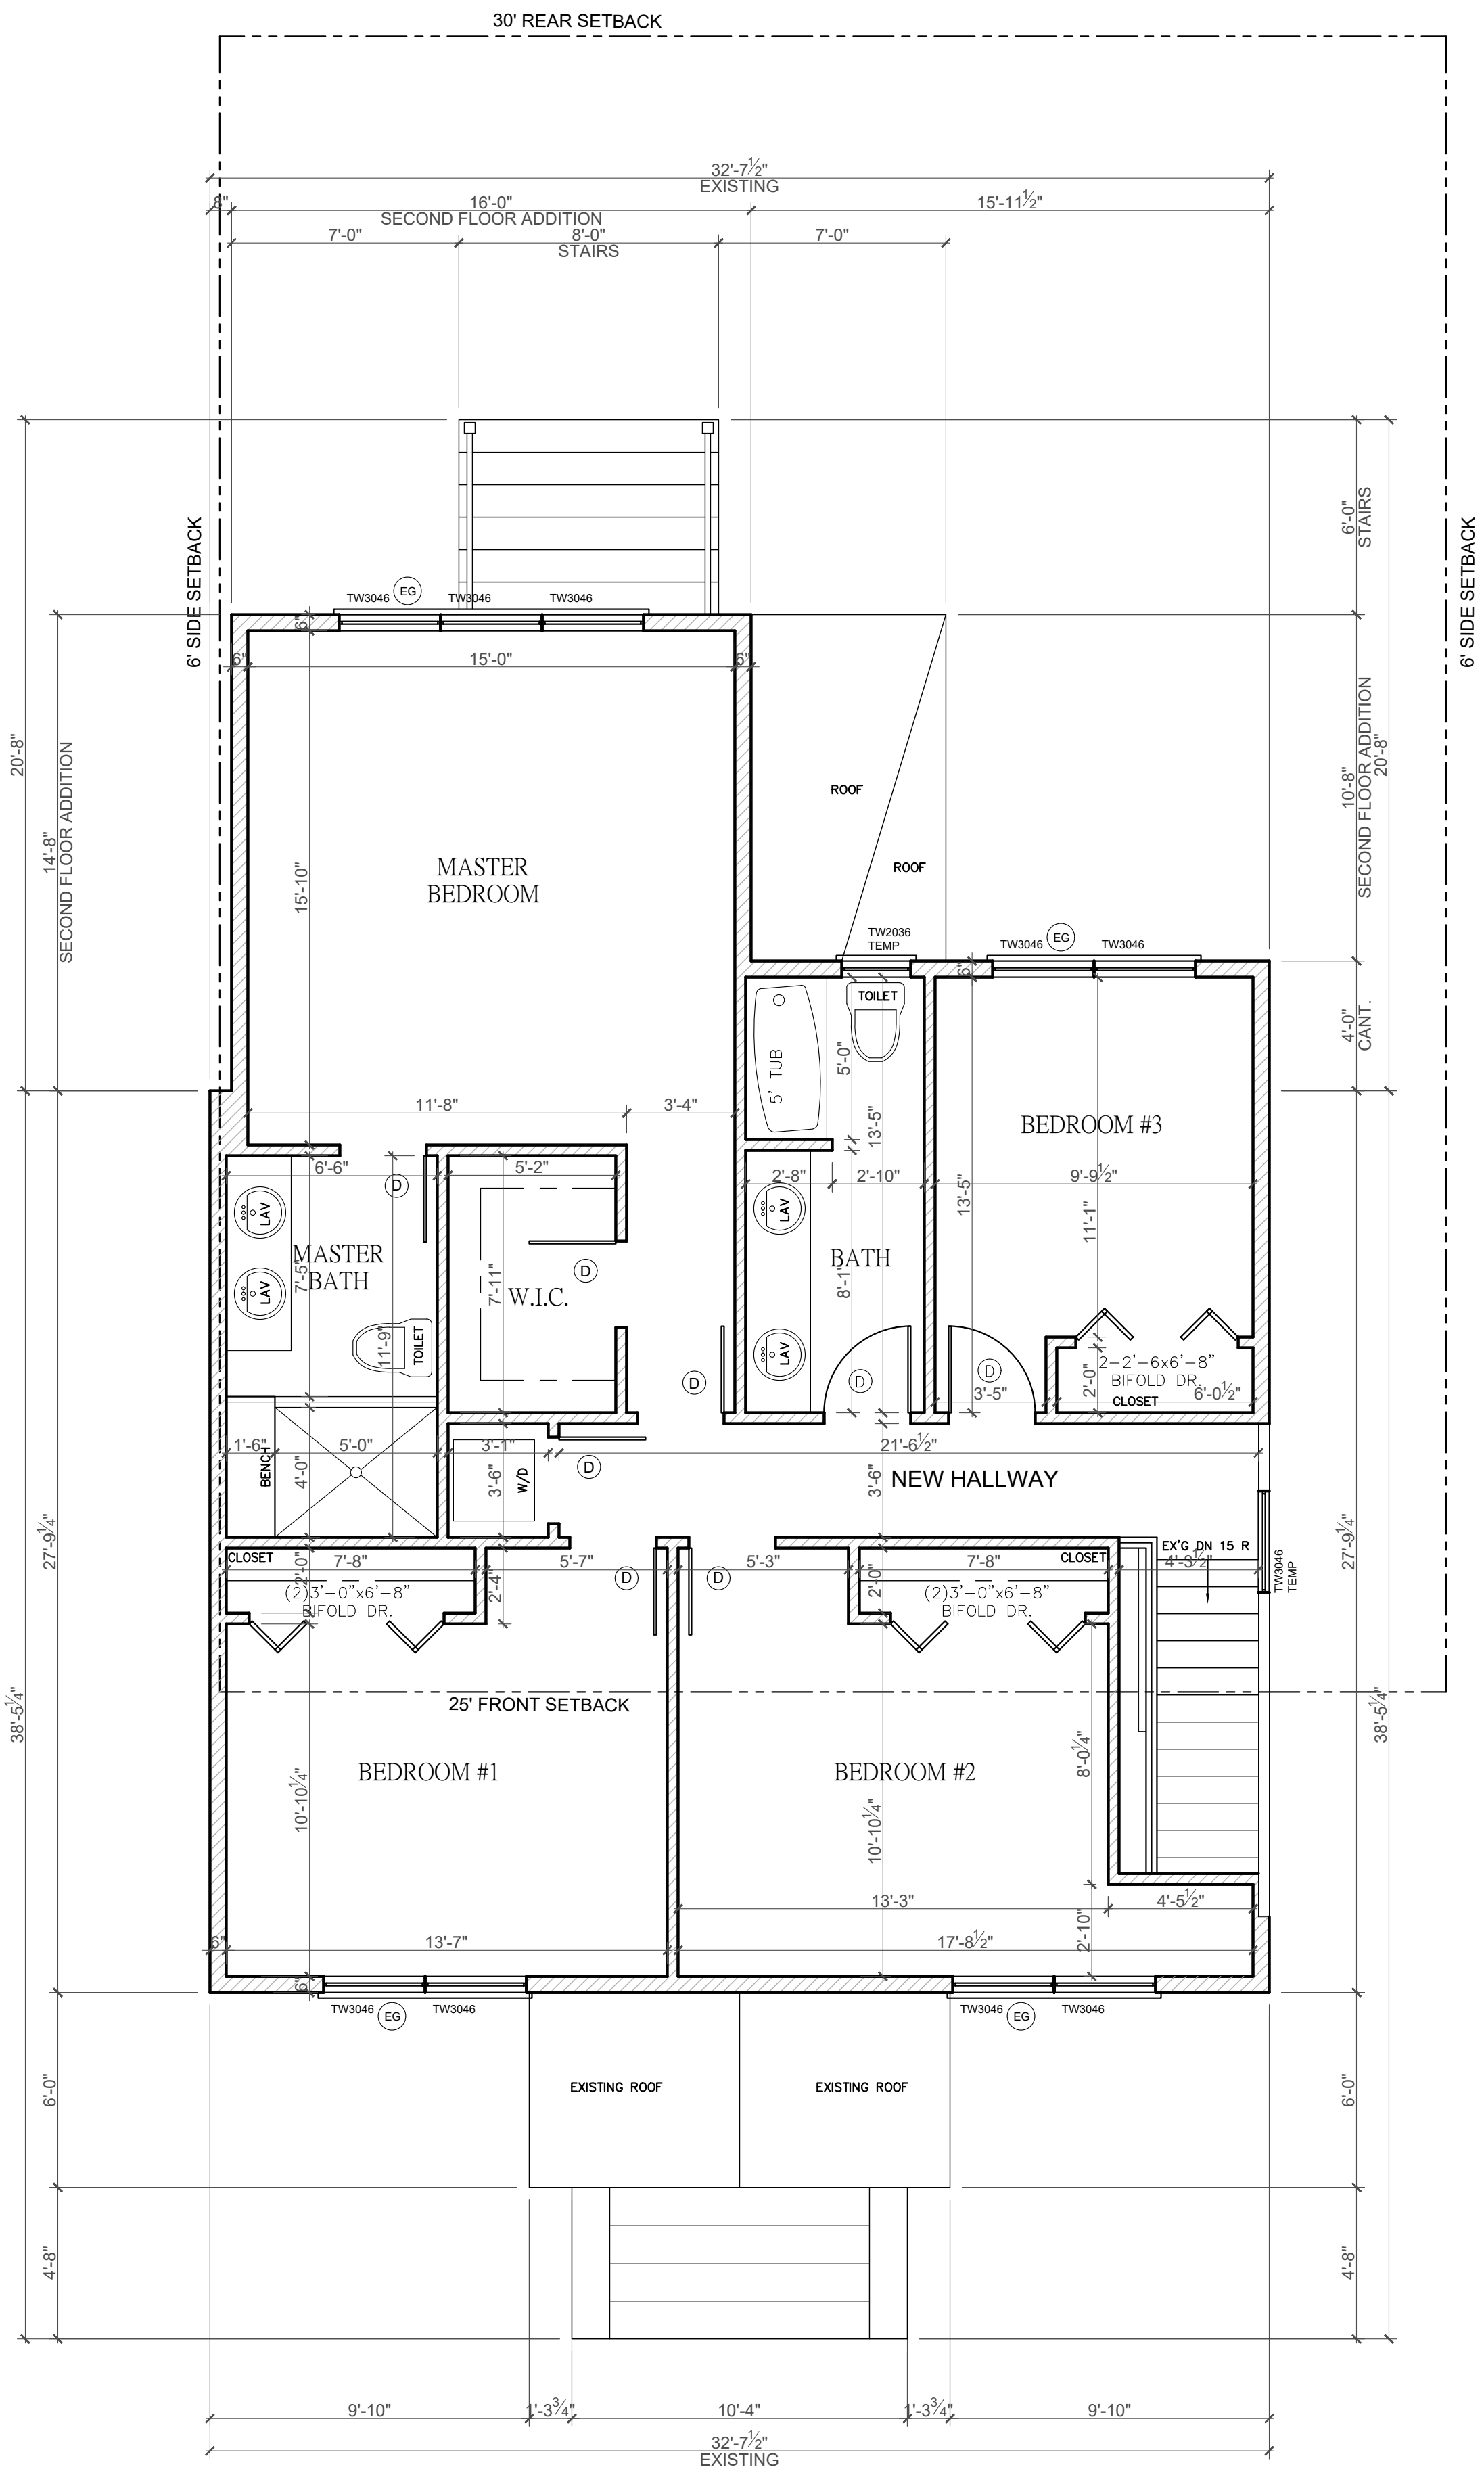 30' REAR SETBACK
32'-7½"
EXISTING
8"
16'-0"
15'-11½"
SECOND FLOOR ADDITION
7'-0"
8'-0"
7'-0"
STAIRS
6'-0"
STAIRS
6' SIDE SETBACK
6' SIDE SETBACK
EG
TW3046
TW3046
TW3046
6"
6"
15'-0"
6"
20'-8"
14'-8"
SECOND FLOOR ADDITION
10'-8"
SECOND FLOOR ADDITION
20'-8"
ROOF
ROOF
15'-10"
MASTER
BEDROOM
TW2036
TEMP
TW3046
EG
TW3046
6"
TOILET
4'-0"
CANT.
5' TUB
5'-0"
13'-5"
11'-8"
3'-4"
BEDROOM #3
6'-6"
D
5'-2"
2'-8"
2'-10"
13'-5"
9'-9½"
11'-1"
LAV
LAV
MASTER
BATH
7'-5"
LAV
7'-11"
W.I.C.
D
BATH
8'-1"
11'-9"
TOILET
LAV
D
D
D
2-2'-6x6'-8"
BIFOLD DR.
2'-0"
3'-5"
CLOSET
6'-0½"
1'-6"
5'-0"
3'-1"
21'-6½"
BENCH
4'-0"
3'-6"
W/D
D
3'-6"
NEW HALLWAY
27'-9¼"
27'-9¼"
CLOSET
7'-8"
5'-7"
5'-3"
7'-8"
CLOSET
EX'G DN 15 R
4'-3½"
TW3046
TEMP
2'-0"
(2)3'-0"x6'-8"
BIFOLD DR.
2'-4"
D
D
2'-0"
(2)3'-0"x6'-8"
BIFOLD DR.
25' FRONT SETBACK
38'-5¼"
38'-5¼"
BEDROOM #1
BEDROOM #2
8'-0¼"
10'-10¼"
10'-10¼"
13'-3"
4'-5½"
2'-10"
6"
13'-7"
17'-8½"
6"
TW3046
EG
TW3046
TW3046
EG
TW3046
EXISTING ROOF
EXISTING ROOF
6'-0"
6'-0"
4'-8"
4'-8"
9'-10"
1'-3¾"
10'-4"
1'-3¾"
9'-10"
32'-7½"
EXISTING